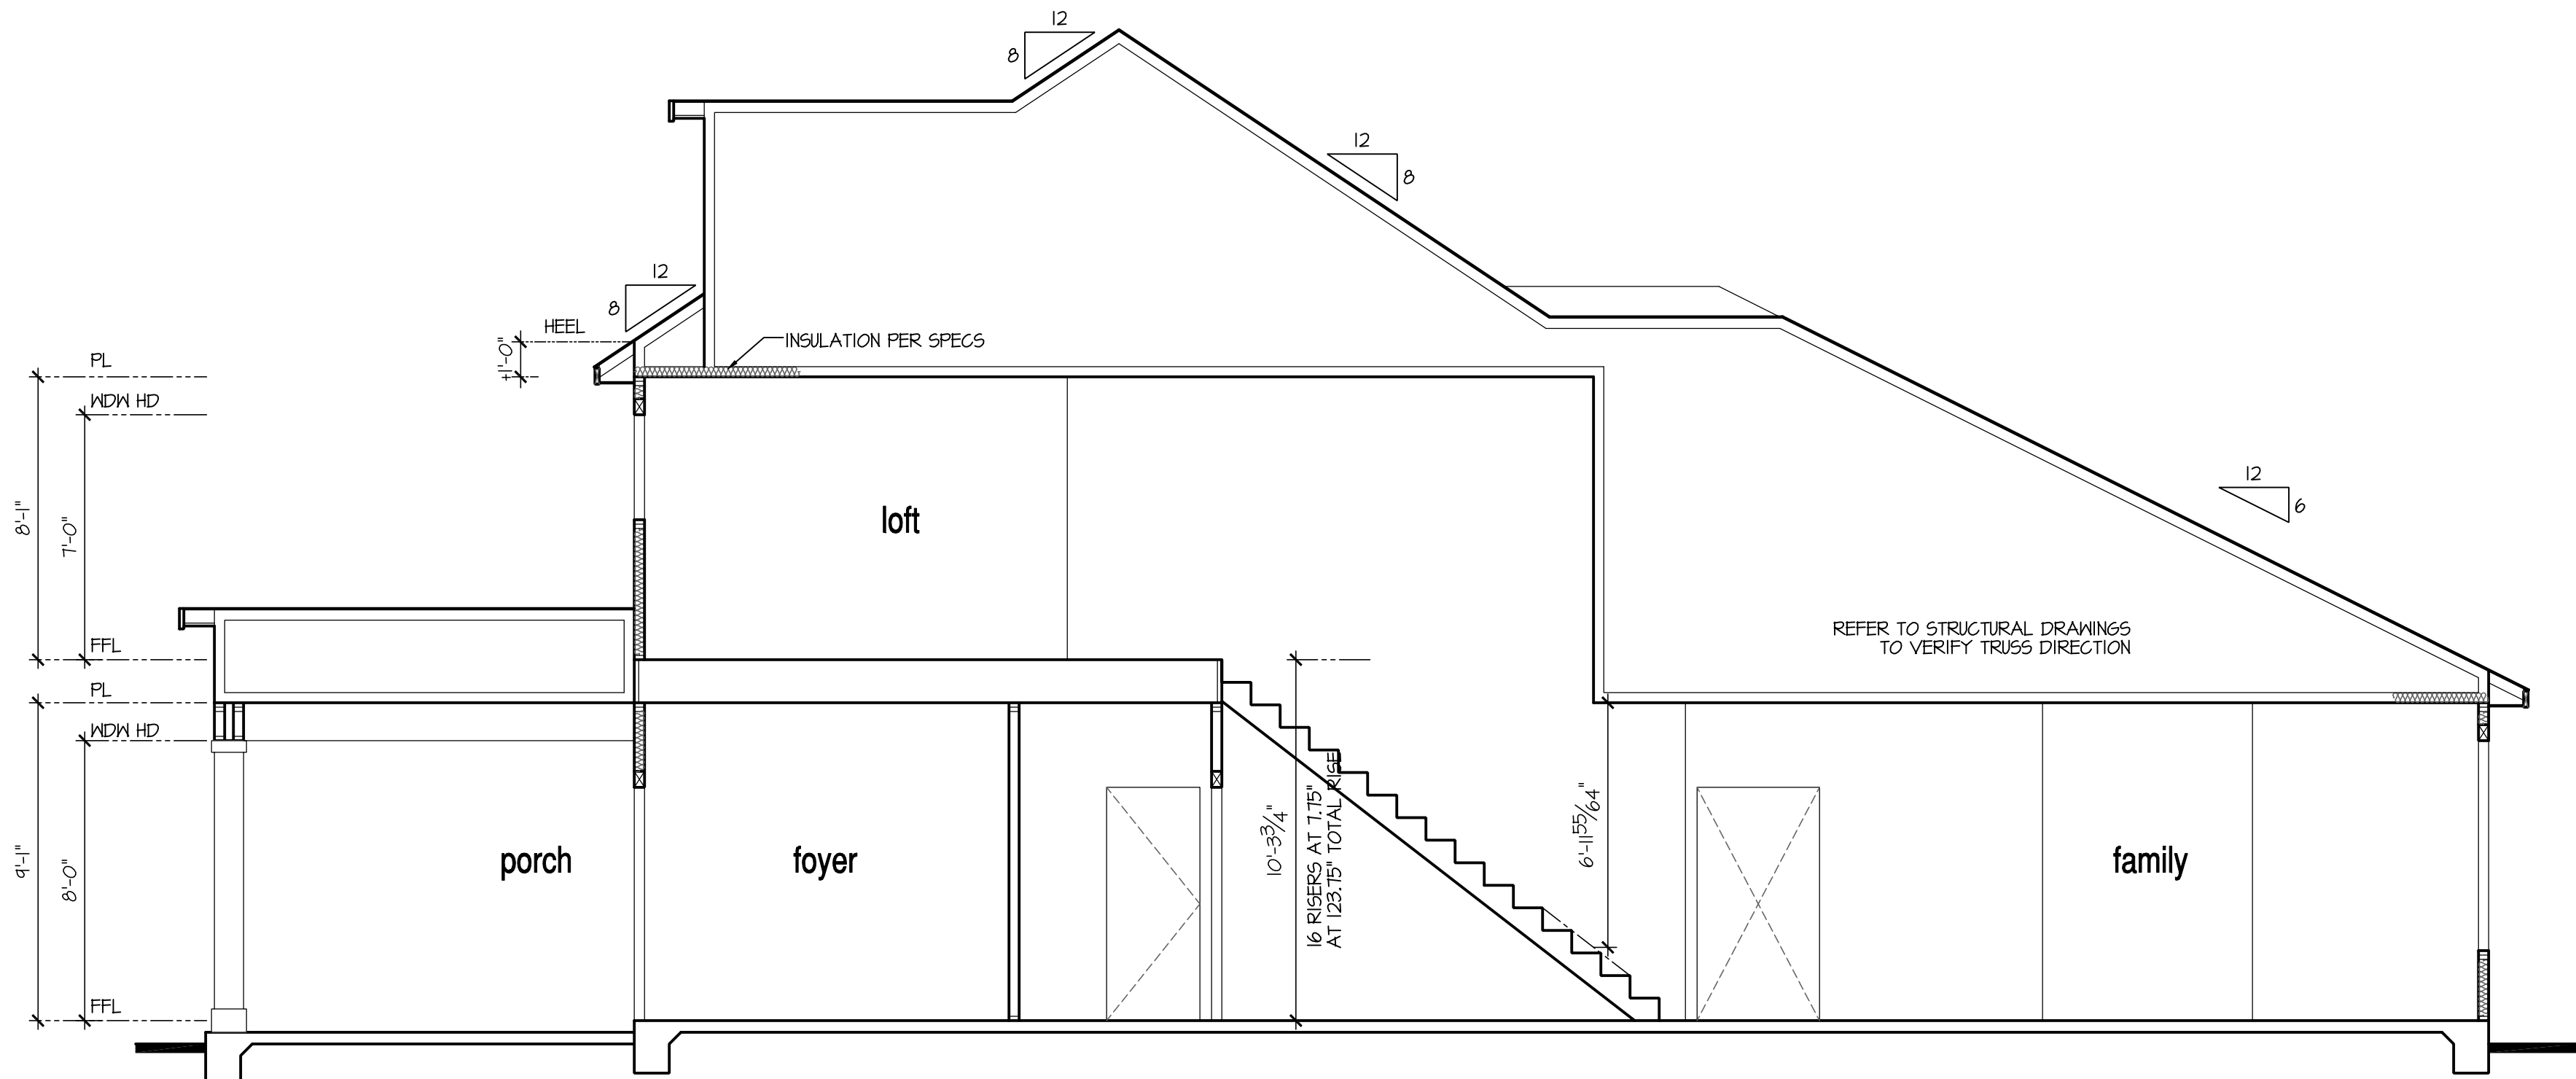 12
8
12
8
12
8
HEEL
+1'-0"
INSULATION PER SPECS
PL
WDW HD
8'-1"
7'-0"
loft
12
6
REFER TO STRUCTURAL DRAWINGS
TO VERIFY TRUSS DIRECTION
FFL
PL
WDW HD
9'-1"
8'-0"
porch
foyer
10'-3 3/4"
16 RISERS AT 7.75"
AT 123.75" TOTAL RISE
6'-11 55/64"
family
FFL